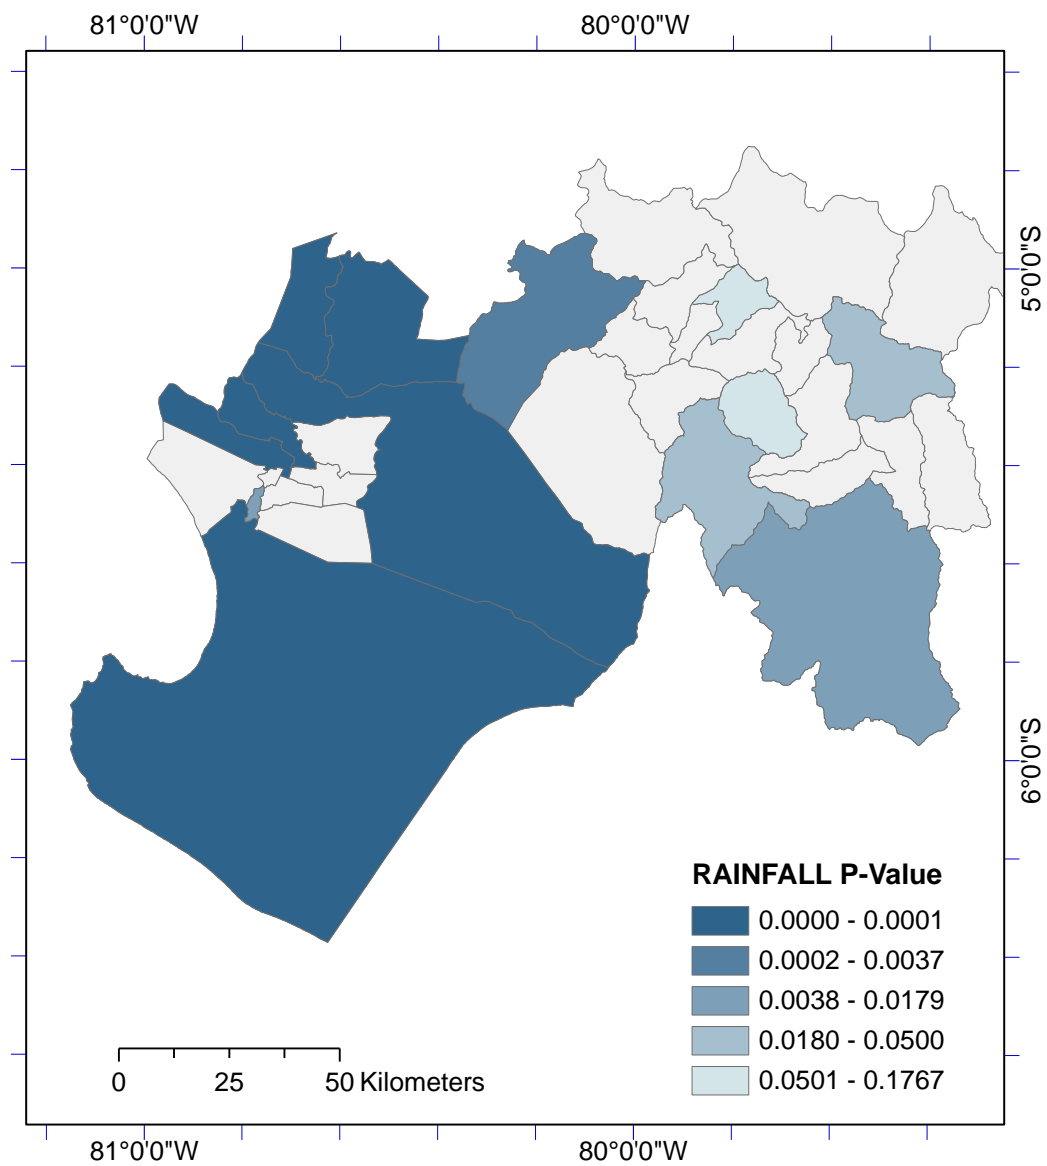 81°0'0"W 80°0'0"W
5°0'0"S
6°0'0"S
RAINFALL P-Value
0.0000 - 0.0001
0.0002 - 0.0037
0.0038 - 0.0179
0.0180 - 0.0500
0.0501 - 0.1767
0 25 50 Kilometers
81°0'0"W 80°0'0"W